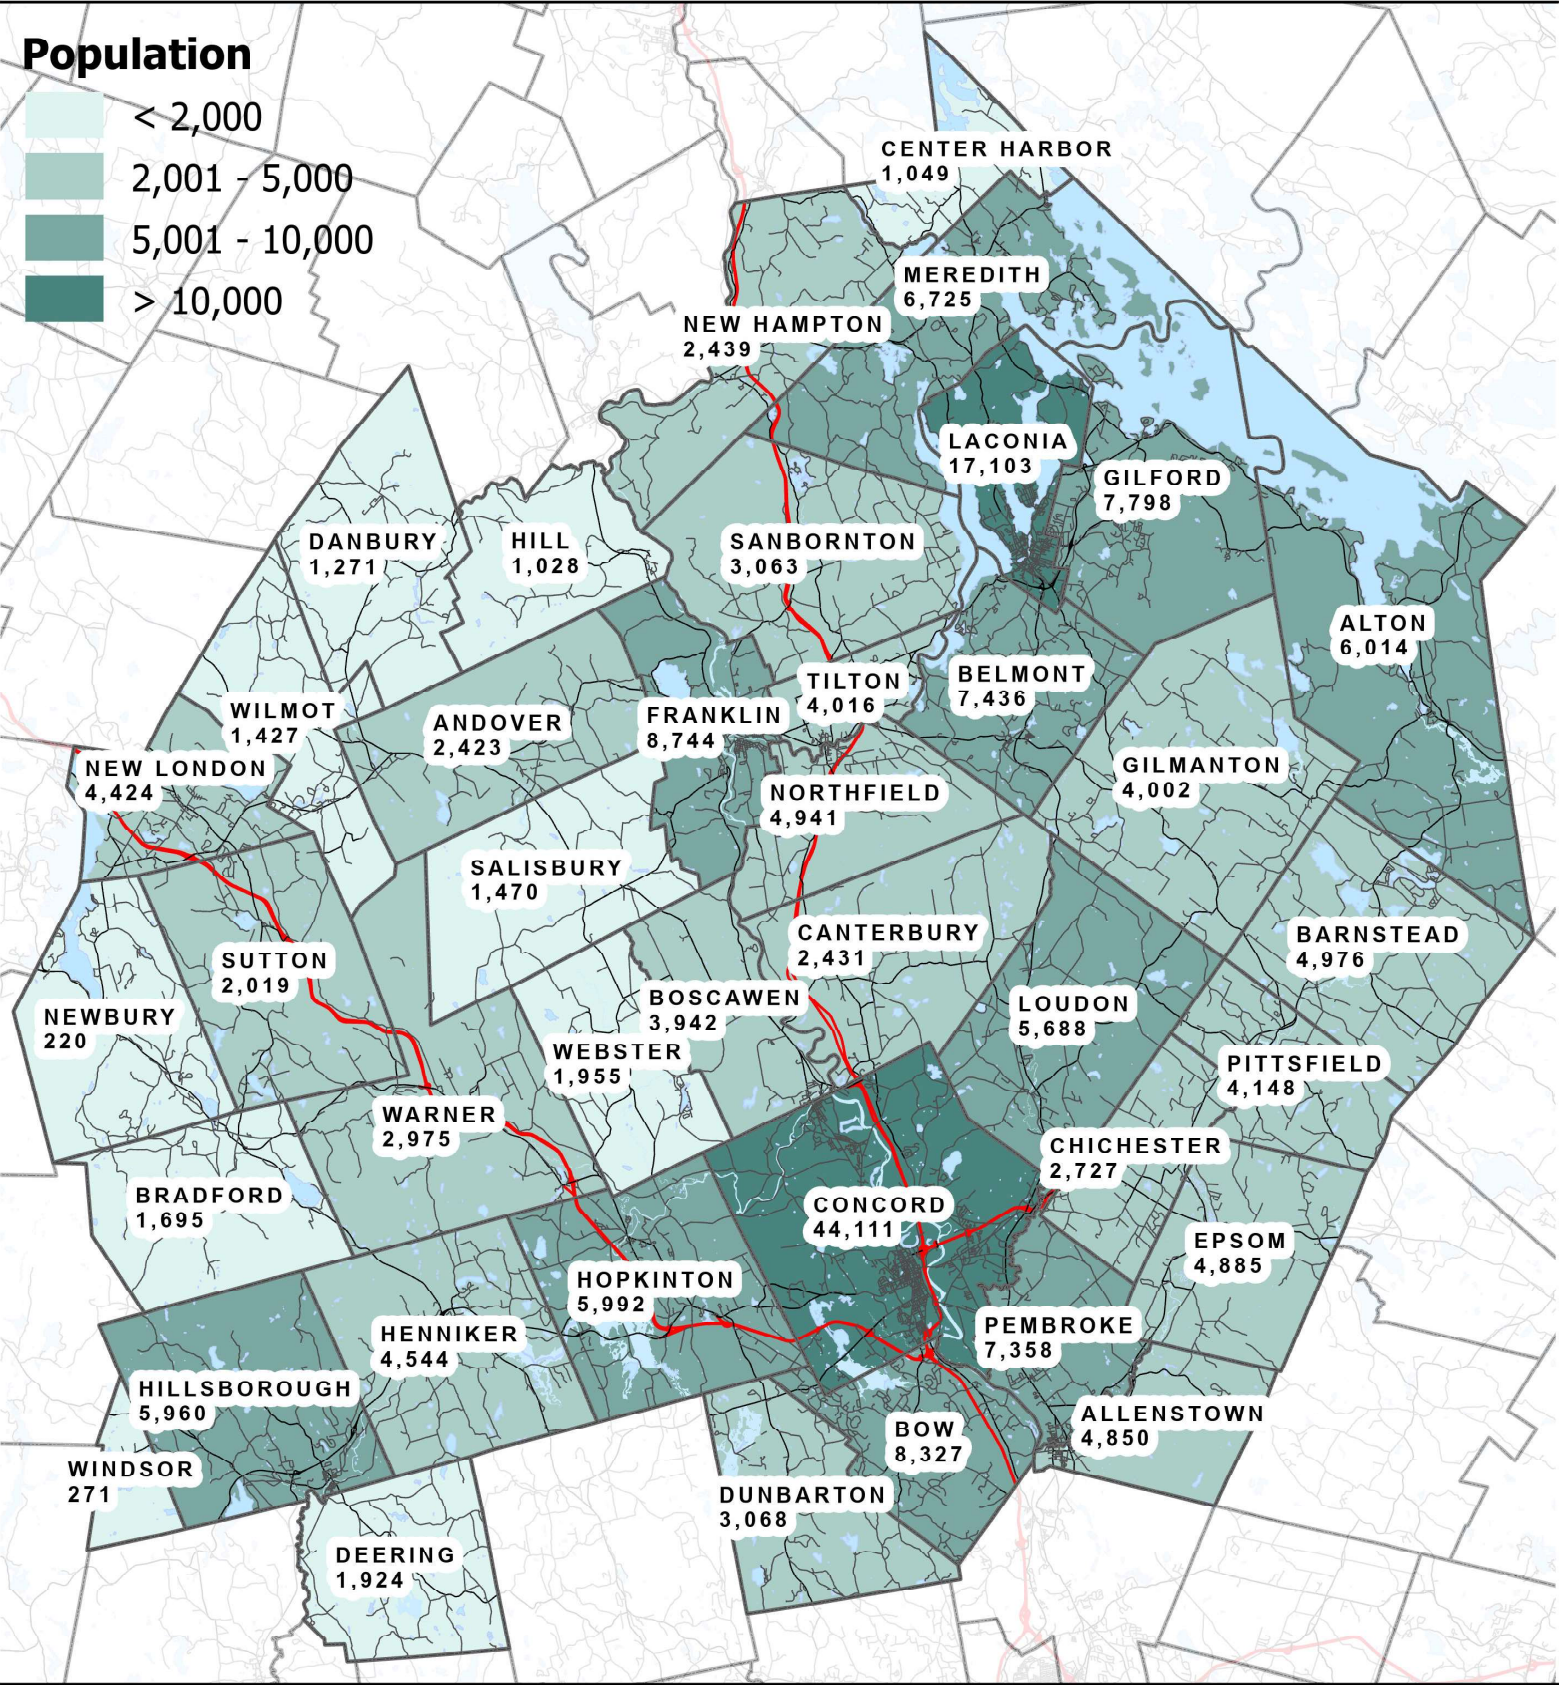 Population
< 2,000
2,001 - 5,000
5,001 - 10,000
> 10,000
CENTER HARBOR
1,049
MEREDITH
6,725
NEW HAMPTON
2,439
LACONIA
17,103
GILFORD
7,798
DANBURY
1,271
HILL
1,028
SANBORNTON
3,063
ALTON
6,014
TILTON
4,016
BELMONT
7,436
WILMOT
1,427
ANDOVER
2,423
FRANKLIN
8,744
NEW LONDON
4,424
NORTHFIELD
4,941
GILMANTON
4,002
SALISBURY
1,470
SUTTON
2,019
CANTERBURY
2,431
BARNSTEAD
4,976
NEWBURY
220
BOSCAWEN
3,942
LOUDON
5,688
WEBSTER
1,955
PITTSFIELD
4,148
WARNER
2,975
CHICHESTER
2,727
BRADFORD
1,695
CONCORD
44,111
EPSOM
4,885
HOPKINTON
5,992
HENNIKER
4,544
PEMBROKE
7,358
HILLSBOROUGH
5,960
ALLENSTOWN
4,850
BOW
8,327
WINDSOR
271
DUNBARTON
3,068
DEERING
1,924